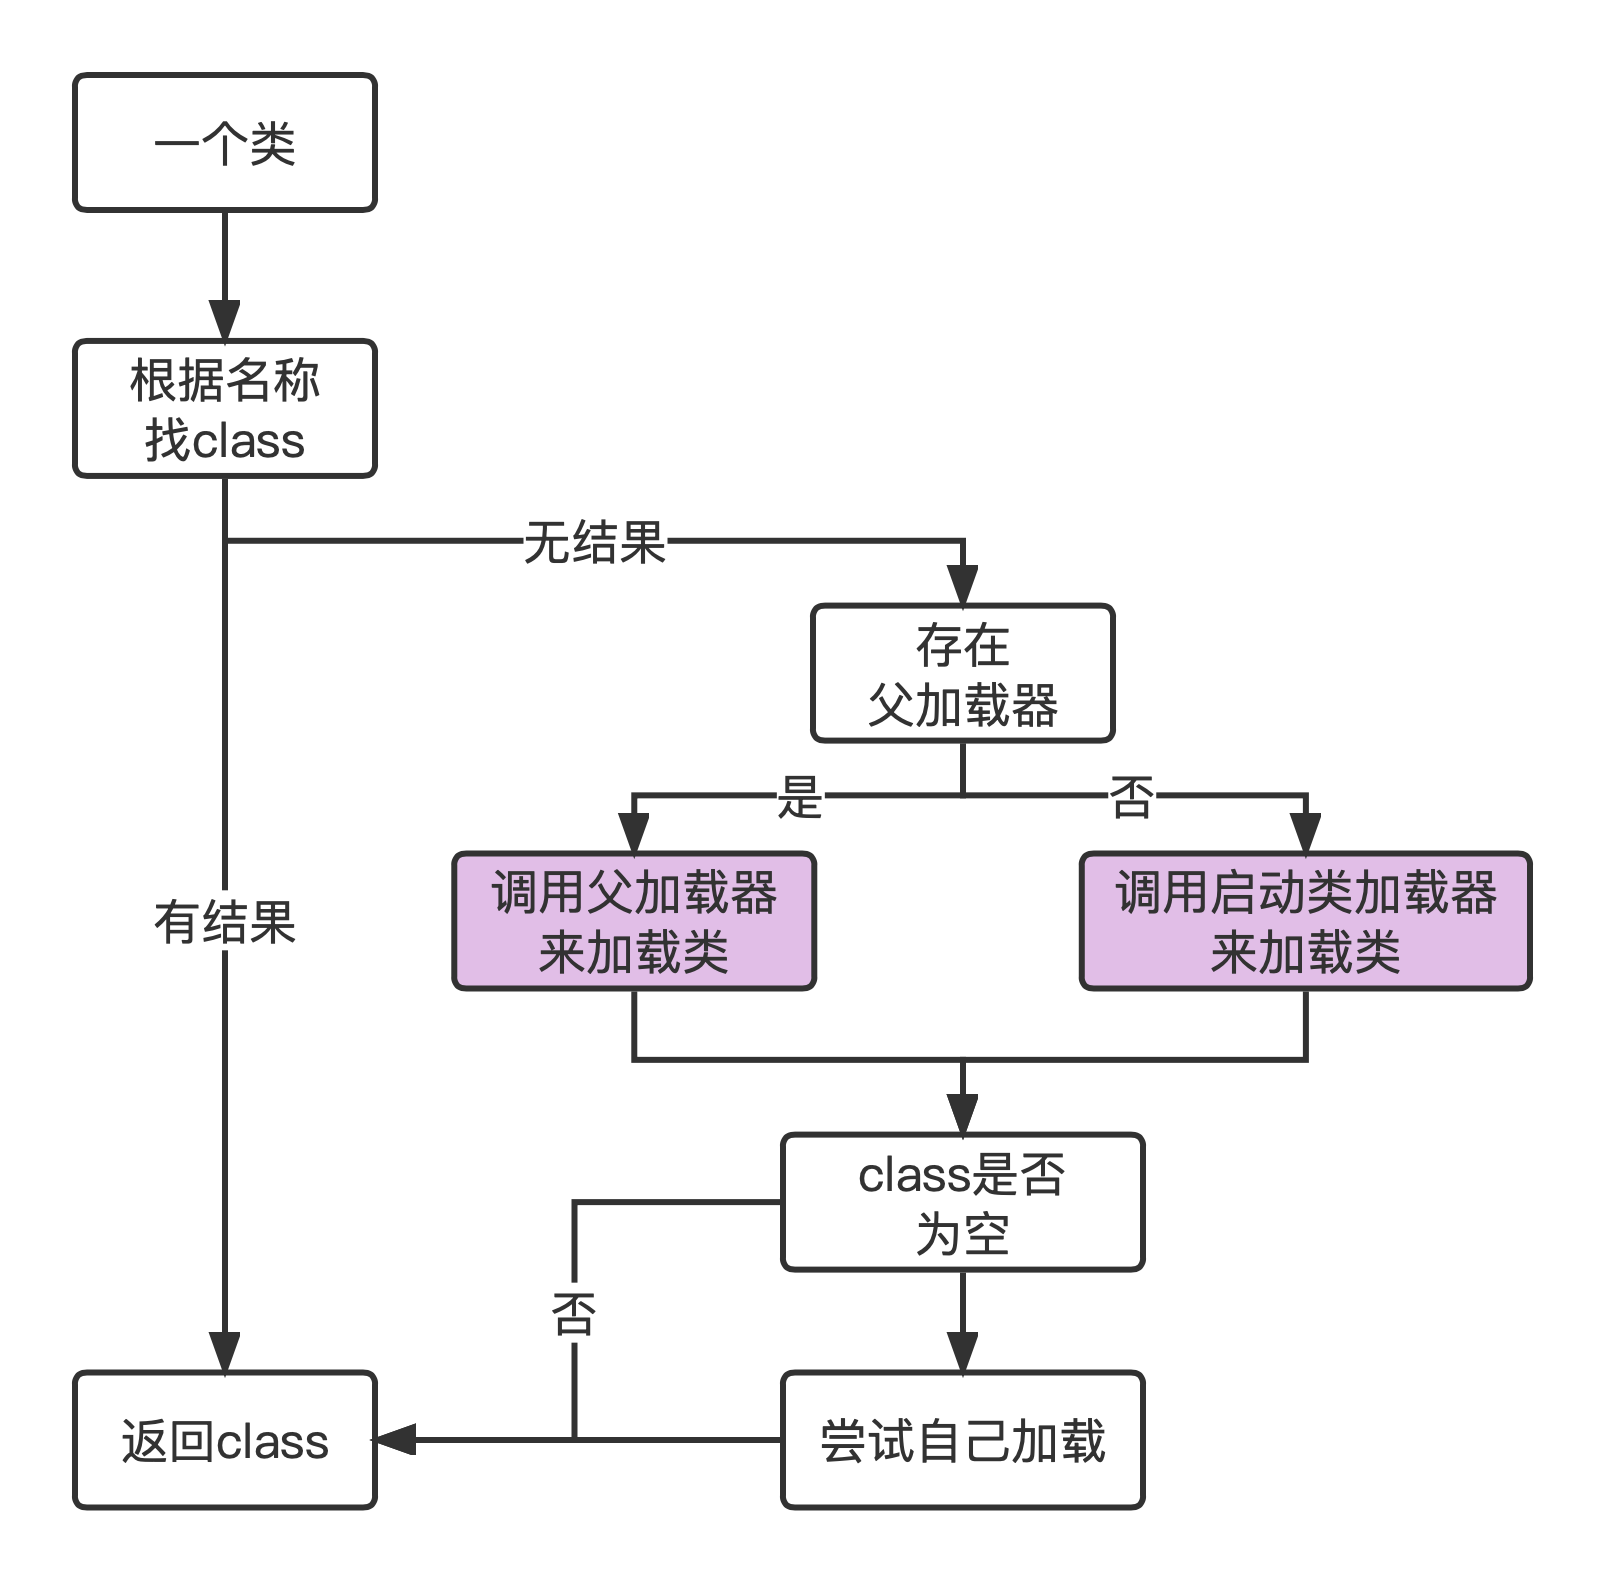 一个类
根据名称
找class
无结果
存在
父加载器
是
否
调用父加载器
来加载类
调用启动类加载器
来加载类
有结果
class是否
为空
否
返回class
尝试自己加载